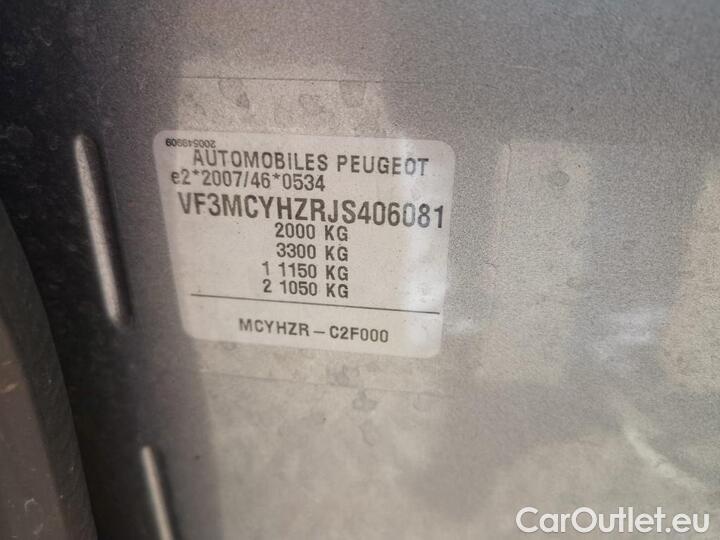 200549909
AUTOMOBILES PEUGEOT
e2*2007/46*0534
VF3MCYHZRJS406081
2000 KG
3300 KG
1 1150 KG
2 1050 KG
MCYHZR-C2F000
CarOutlet.eu